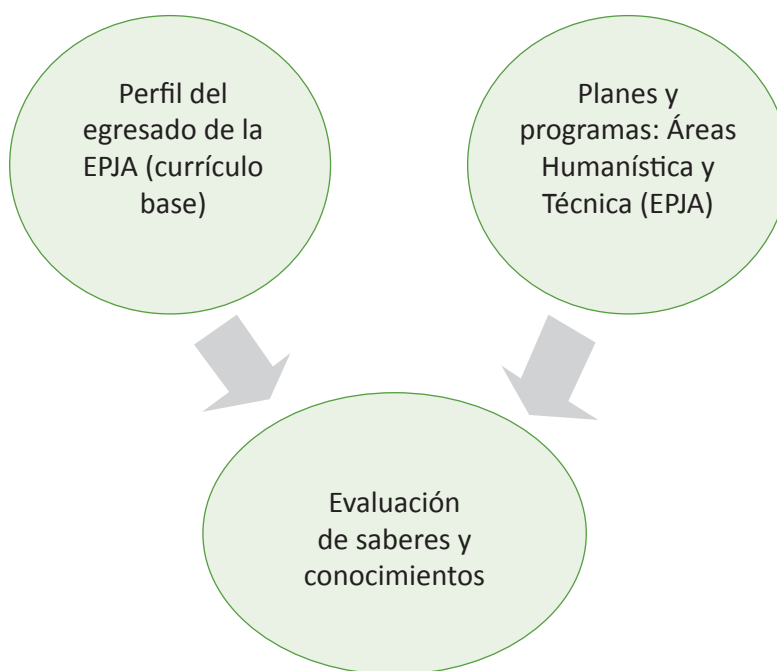 Perfil del
egresado de la
EPJA (currículo
base)
Planes y
programas: Áreas
Humanística y
Técnica (EPJA)
Evaluación
de saberes y
conocimientos